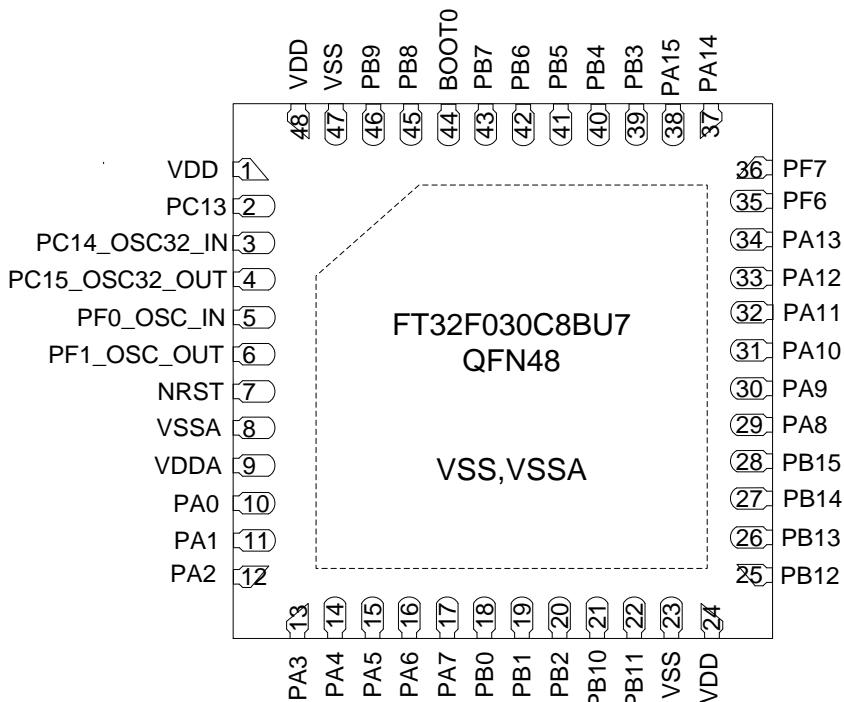 VDD
VSS
PB9
PB8
BOOT0
PB7
PB6
PB5
PB4
PB3
PA15
PA14
48
47
46
45
44
43
42
41
40
39
38
37
VDD 1
PC13 2
PC14_OSC32_IN 3
PC15_OSC32_OUT 4
PF0_OSC_IN 5
PF1_OSC_OUT 6
NRST 7
VSSA 8
VDDA 9
PA0 10
PA1 11
PA2 12
36 PF7
35 PF6
34 PA13
33 PA12
32 PA11
31 PA10
30 PA9
29 PA8
28 PB15
27 PB14
26 PB13
25 PB12
FT32F030C8BU7
QFN48
VSS,VSSA
13
14
15
16
17
18
19
20
21
22
23
24
PA3
PA4
PA5
PA6
PA7
PB0
PB1
PB2
PB10
PB11
VSS
VDD